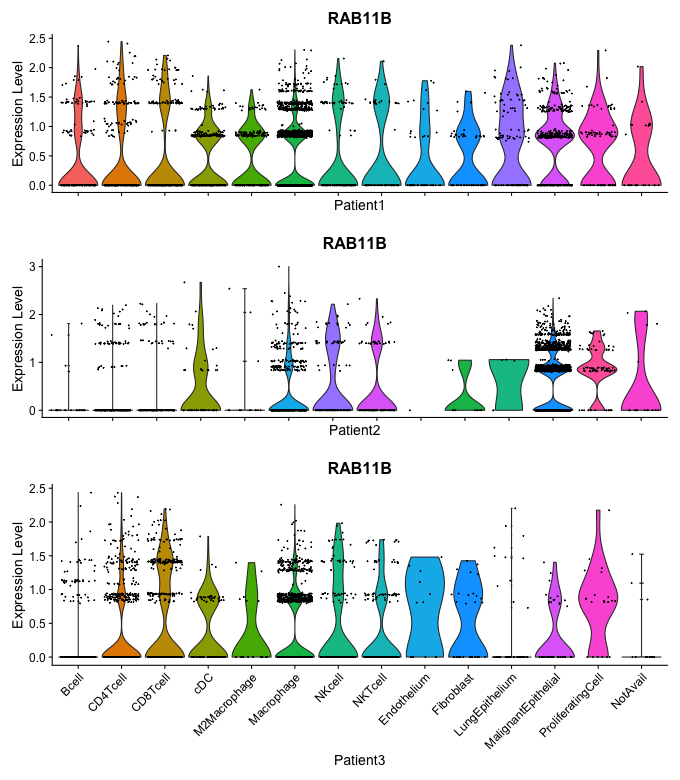 RAB11B
Expression Level
2.5
2.0
1.5
1.0
0.5
0.0
Patient1
RAB11B
Expression Level
3
2
1
0
Patient2
RAB11B
Expression Level
2.5
2.0
1.5
1.0
0.5
0.0
Bcell
CD4Tcell
CD8Tcell
cDC
M2Macrophage
Macrophage
NKcell
NKTcell
Endothelium
Fibroblast
LungEpithelium
MalignantEpithelial
ProliferatingCell
NotAvail
Patient3